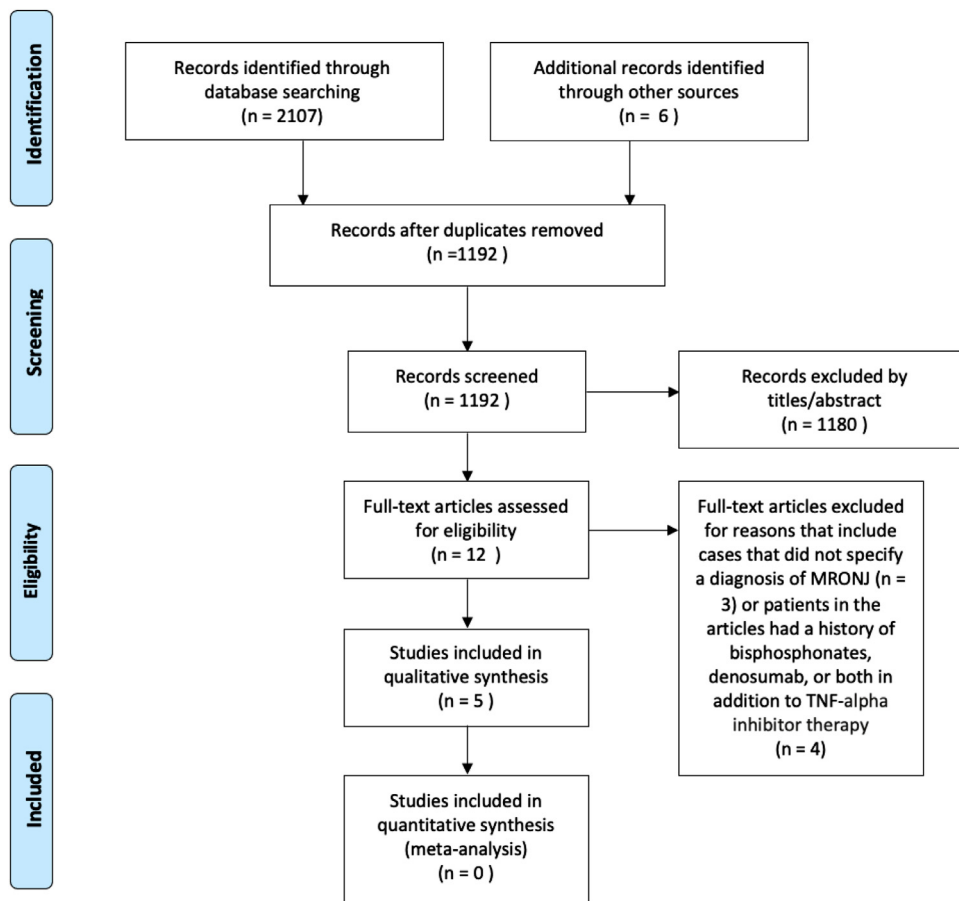 Identification
Records identified through
database searching
(n = 2107)
Additional records identified
through other sources
(n = 6 )
Records after duplicates removed
(n =1192 )
Screening
Records screened
(n = 1192 )
Records excluded by
titles/abstract
(n = 1180 )
Eligibility
Full-text articles assessed
for eligibility
(n = 12 )
Full-text articles excluded
for reasons that include
cases that did not specify
a diagnosis of MRONJ (n =
3) or patients in the
articles had a history of
bisphosphonates,
denosumab, or both in
addition to TNF-alpha
inhibitor therapy
(n = 4)
Studies included in
qualitative synthesis
(n = 5 )
Included
Studies included in
quantitative synthesis
(meta-analysis)
(n = 0 )